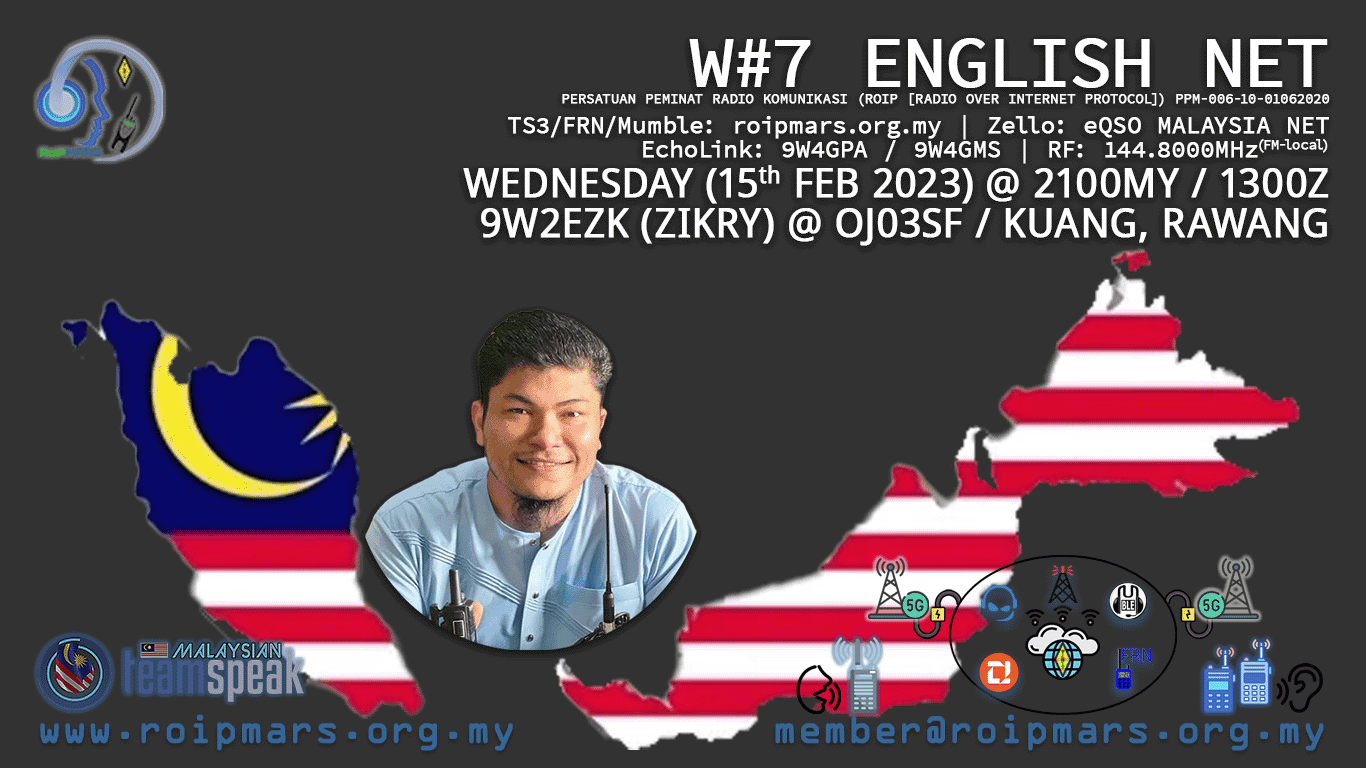 W#7 ENGLISH NET
PERSATUAN PEMINAT RADIO KOMUNIKASI (ROIP [RADIO OVER INTERNET PROTOCOL]) PPM-006-10-01062020
TS3/FRN/Mumble: roipmars.org.my | Zello: eQSO MALAYSIA NET
EchoLink: 9W4GPA / 9W4GMS | RF: 144.8000MHz(FM-local)
WEDNESDAY (15th FEB 2023) @ 2100MY / 1300Z
9W2EZK (ZIKRY) @ OJ03SF / KUANG, RAWANG
5G
5G
BLE
FRN
MALAYSIAN
teamspeak
www.roipmars.org.my
member@roipmars.org.my